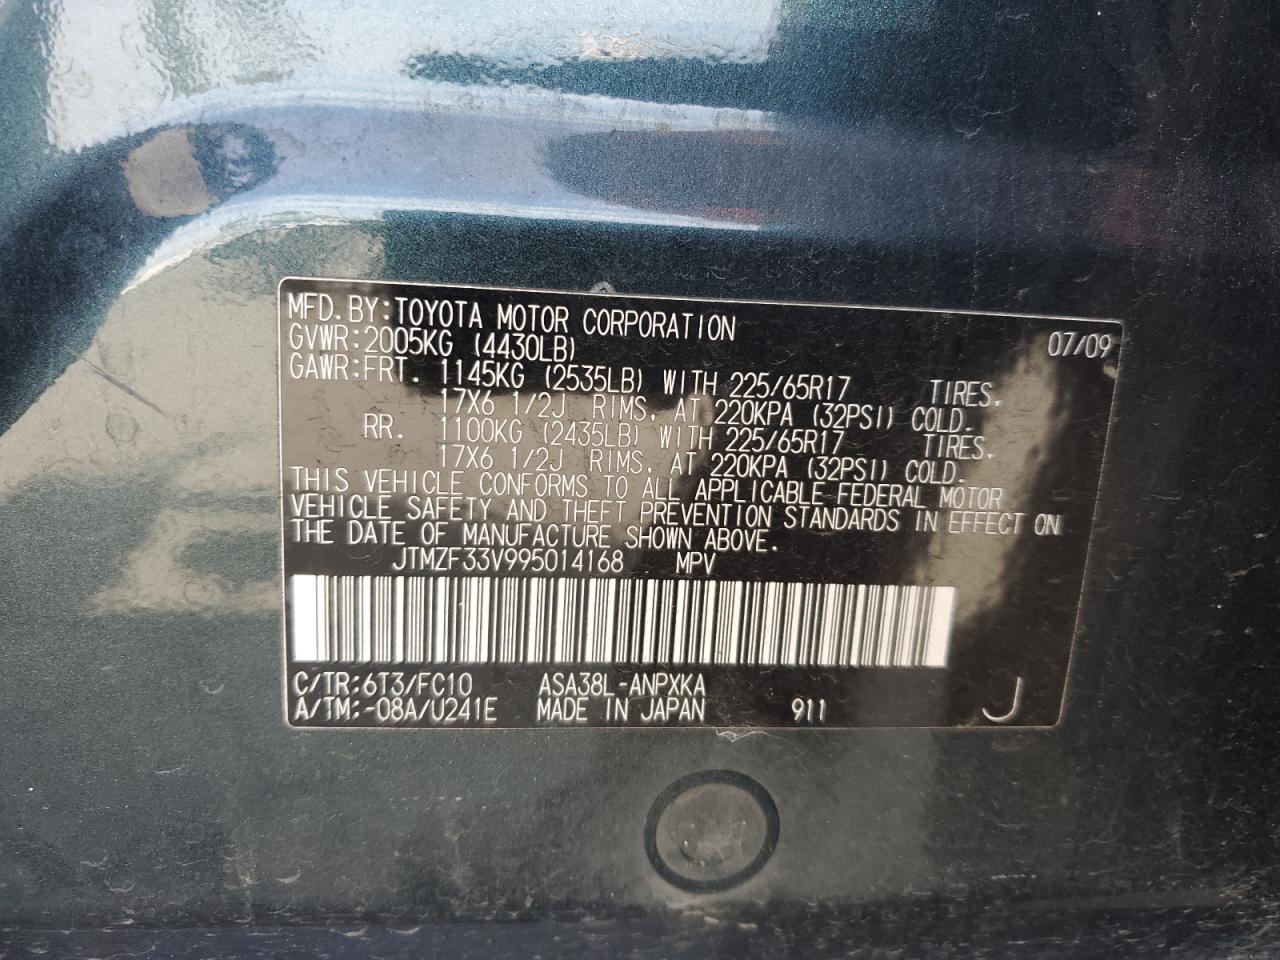 MFD. BY: TOYOTA MOTOR CORPORATION 07/09
GVWR: 2005KG (4430LB)
GAWR: FRT. 1145KG (2535LB) WITH 225/65R17 TIRES.
17X6 1/2J RIMS, AT 220KPA (32PSI) COLD.
RR. 1100KG (2435LB) WITH 225/65R17 TIRES.
17X6 1/2J RIMS, AT 220KPA (32PSI) COLD.
THIS VEHICLE CONFORMS TO ALL APPLICABLE FEDERAL MOTOR
VEHICLE SAFETY AND THEFT PREVENTION STANDARDS IN EFFECT ON
THE DATE OF MANUFACTURE SHOWN ABOVE.
JTMZF33V995014168 MPV
C/TR: 6T3/FC10 ASA38L-ANPXKA
A/TM: -08A/U241E MADE IN JAPAN 911 J